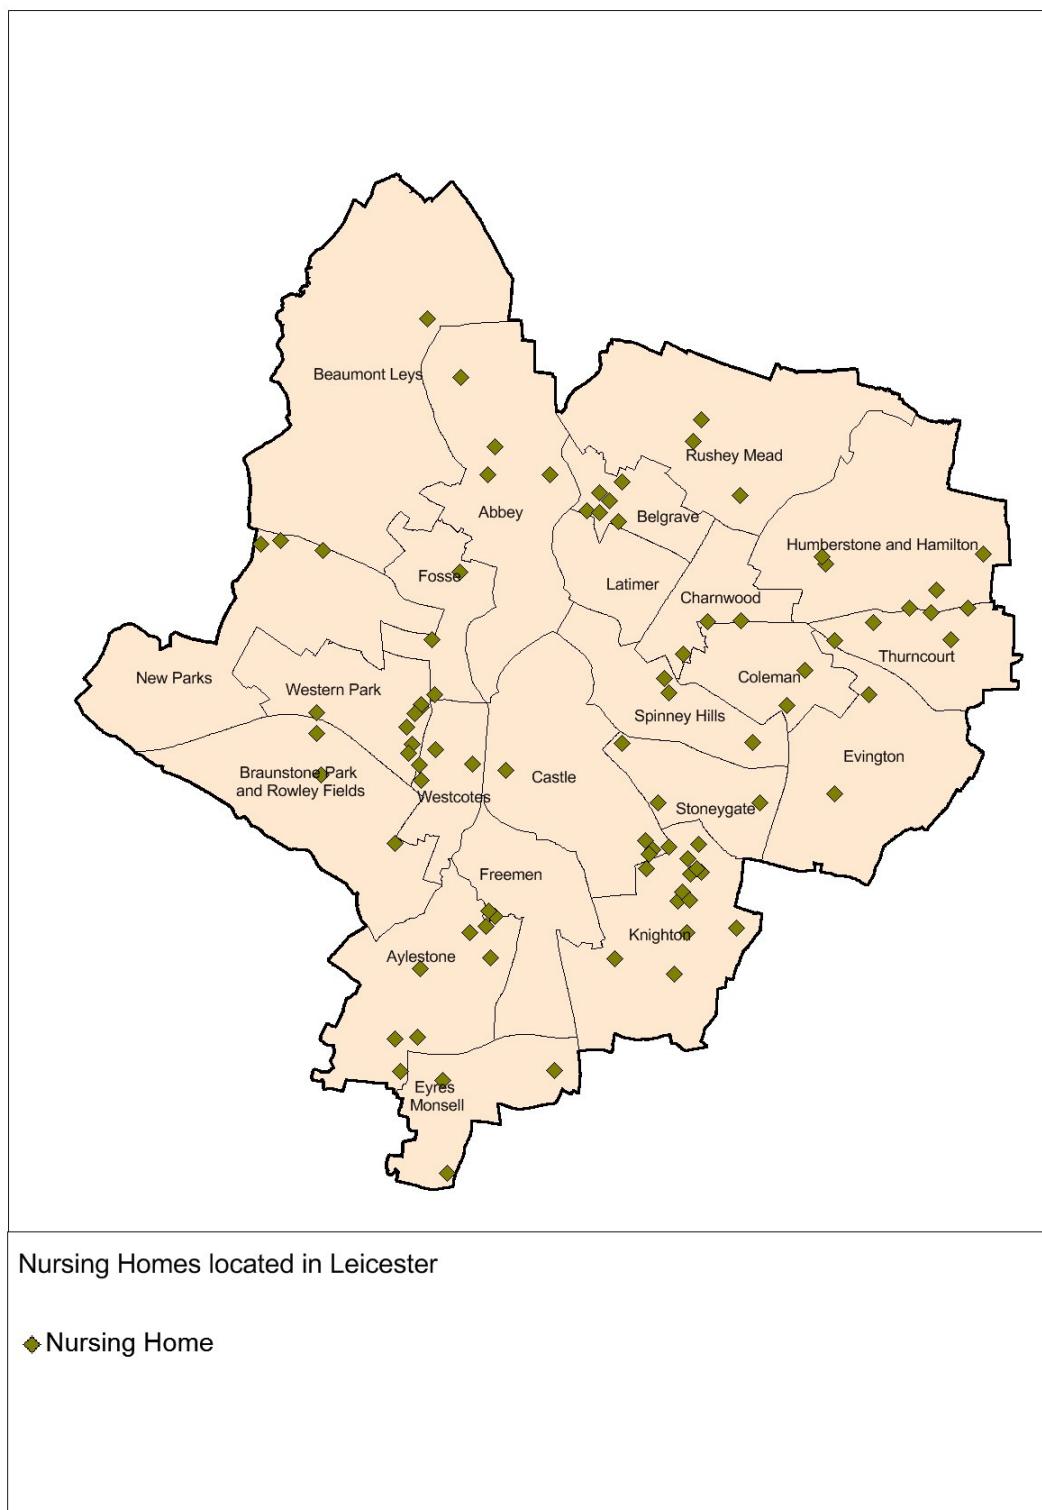 Beaumont Leys
Rushey Mead
Abbey
Belgrave
Humberstone and Hamilton
Fosse
Latimer
Charnwood
Thurncourt
New Parks
Coleman
Western Park
Spinney Hills
Evington
Braunstone Park
and Rowley Fields
Castle
Westcotes
Stoneygate
Freemen
Knighton
Aylestone
Eyres
Monsell
Nursing Homes located in Leicester
Nursing Home